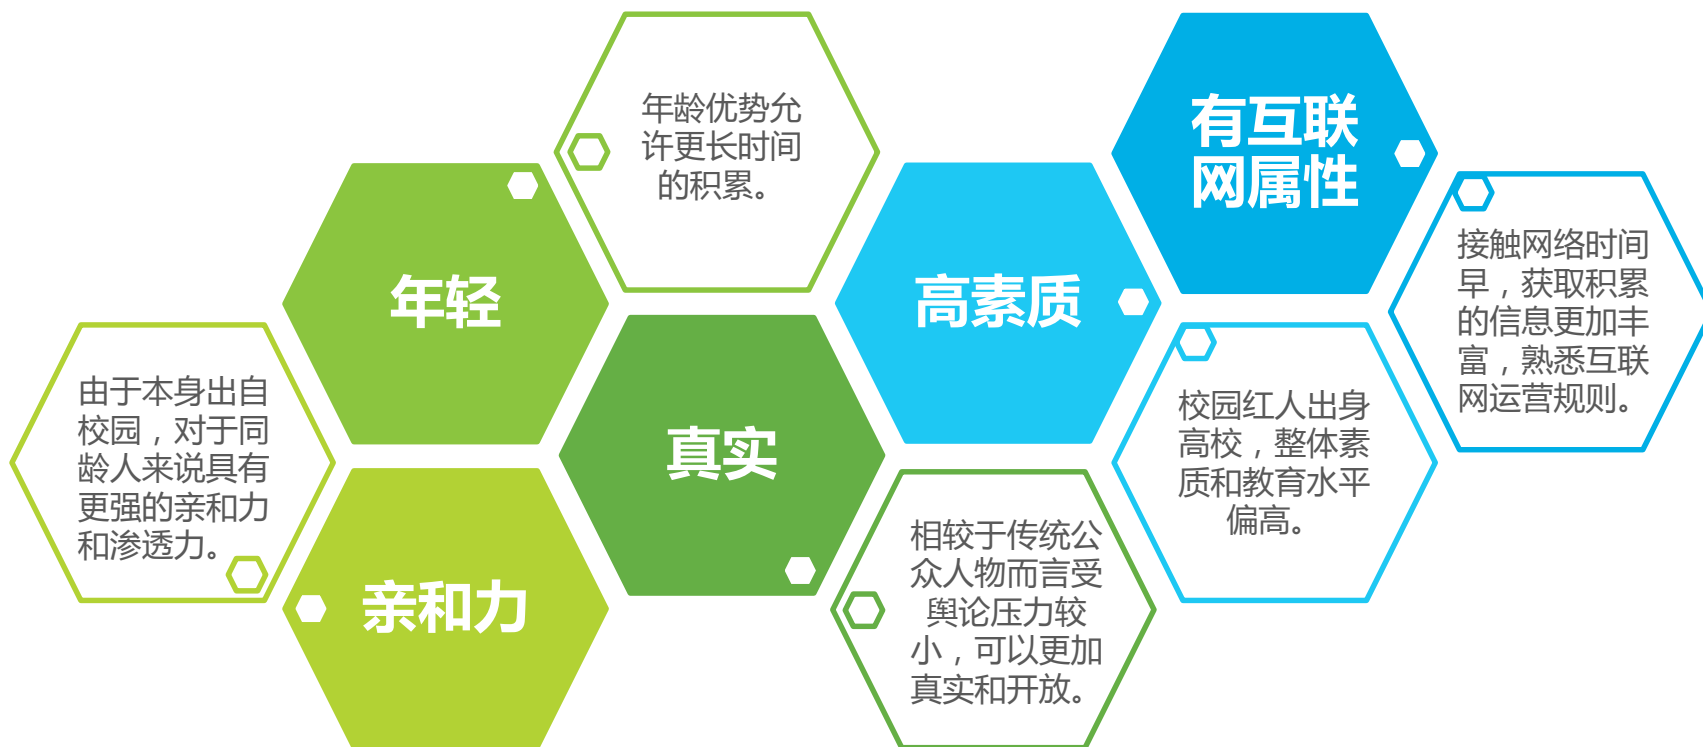 年龄优势允
许更长时间
的积累。
有互联
网属性
年轻
高素质
接触网络时间
早，获取积累
的信息更加丰
富，熟悉互联
网运营规则。
由于本身出自
校园，对于同
龄人来说具有
更强的亲和力
和渗透力。
真实
校园红人出身
高校，整体素
质和教育水平
偏高。
亲和力
相较于传统公
众人物而言受
舆论压力较
小，可以更加
真实和开放。